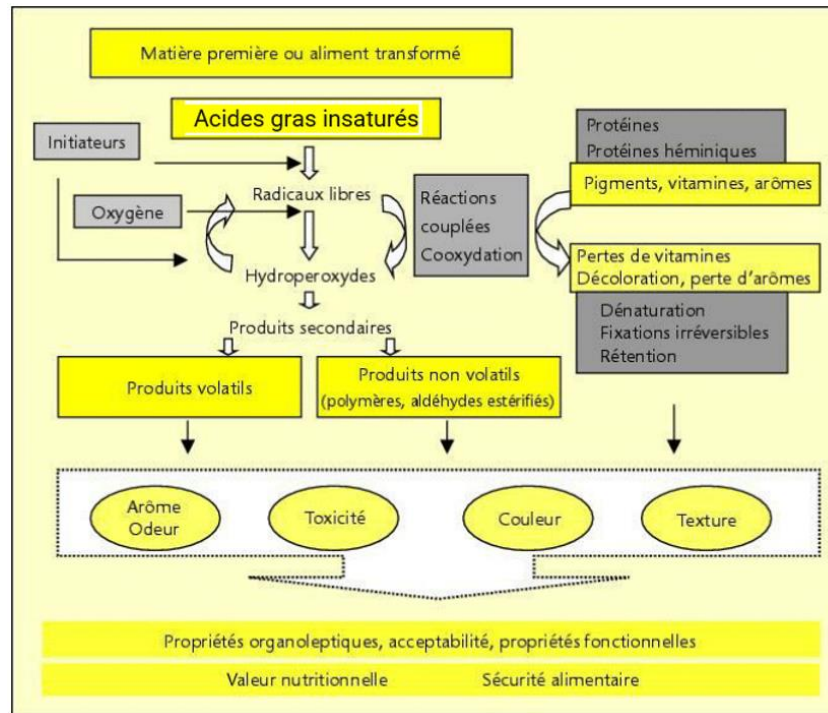 Matière première ou aliment transformé
Acides gras insaturés
Initiateurs
Protéines
Protéines héminiques
Pigments, vitamines, arômes
Radicaux libres
Oxygène
Réactions
couplées
Cooxydation
Hydroperoxydes
Pertes de vitamines
Décoloration, perte d'arômes
Dénaturation
Fixations irréversibles
Rétention
Produits secondaires
Produits volatils
Produits non volatils
(polymères, aldéhydes estérifiés)
Arôme
Odeur
Toxicité
Couleur
Texture
Propriétés organoleptiques, acceptabilité, propriétés fonctionnelles
Valeur nutritionnelle Sécurité alimentaire